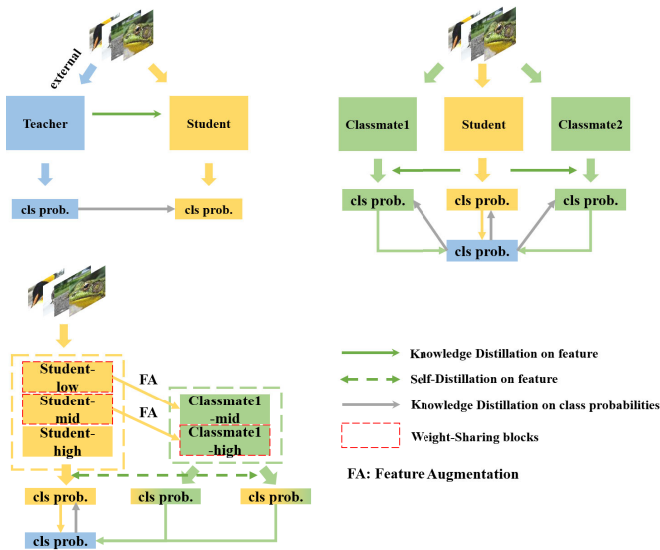 external
Teacher
Student
cls prob.
cls prob.
Classmate1
Student
Classmate2
cls prob.
cls prob.
cls prob.
cls prob.
Student-
low
Student-
mid
Student-
high
FA
FA
Classmate1
-mid
Classmate1
-high
cls prob.
cls prob.
cls prob.
cls prob.
Knowledge Distillation on feature
Self-Distillation on feature
Knowledge Distillation on class probabilities
Weight-Sharing blocks
FA: Feature Augmentation